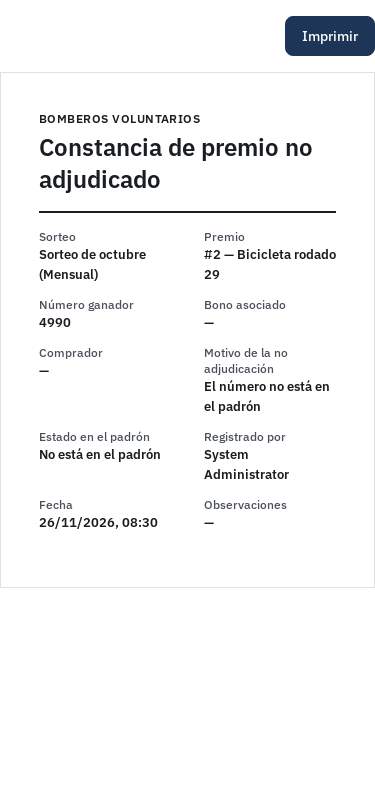 Imprimir
BOMBEROS VOLUNTARIOS
Constancia de premio no
adjudicado
Sorteo
Sorteo de octubre
(Mensual)
Premio
#2 — Bicicleta rodado
29
Número ganador
4990
Bono asociado
—
Comprador
—
Motivo de la no
adjudicación
El número no está en
el padrón
Estado en el padrón
No está en el padrón
Registrado por
System
Administrator
Fecha
26/11/2026, 08:30
Observaciones
—